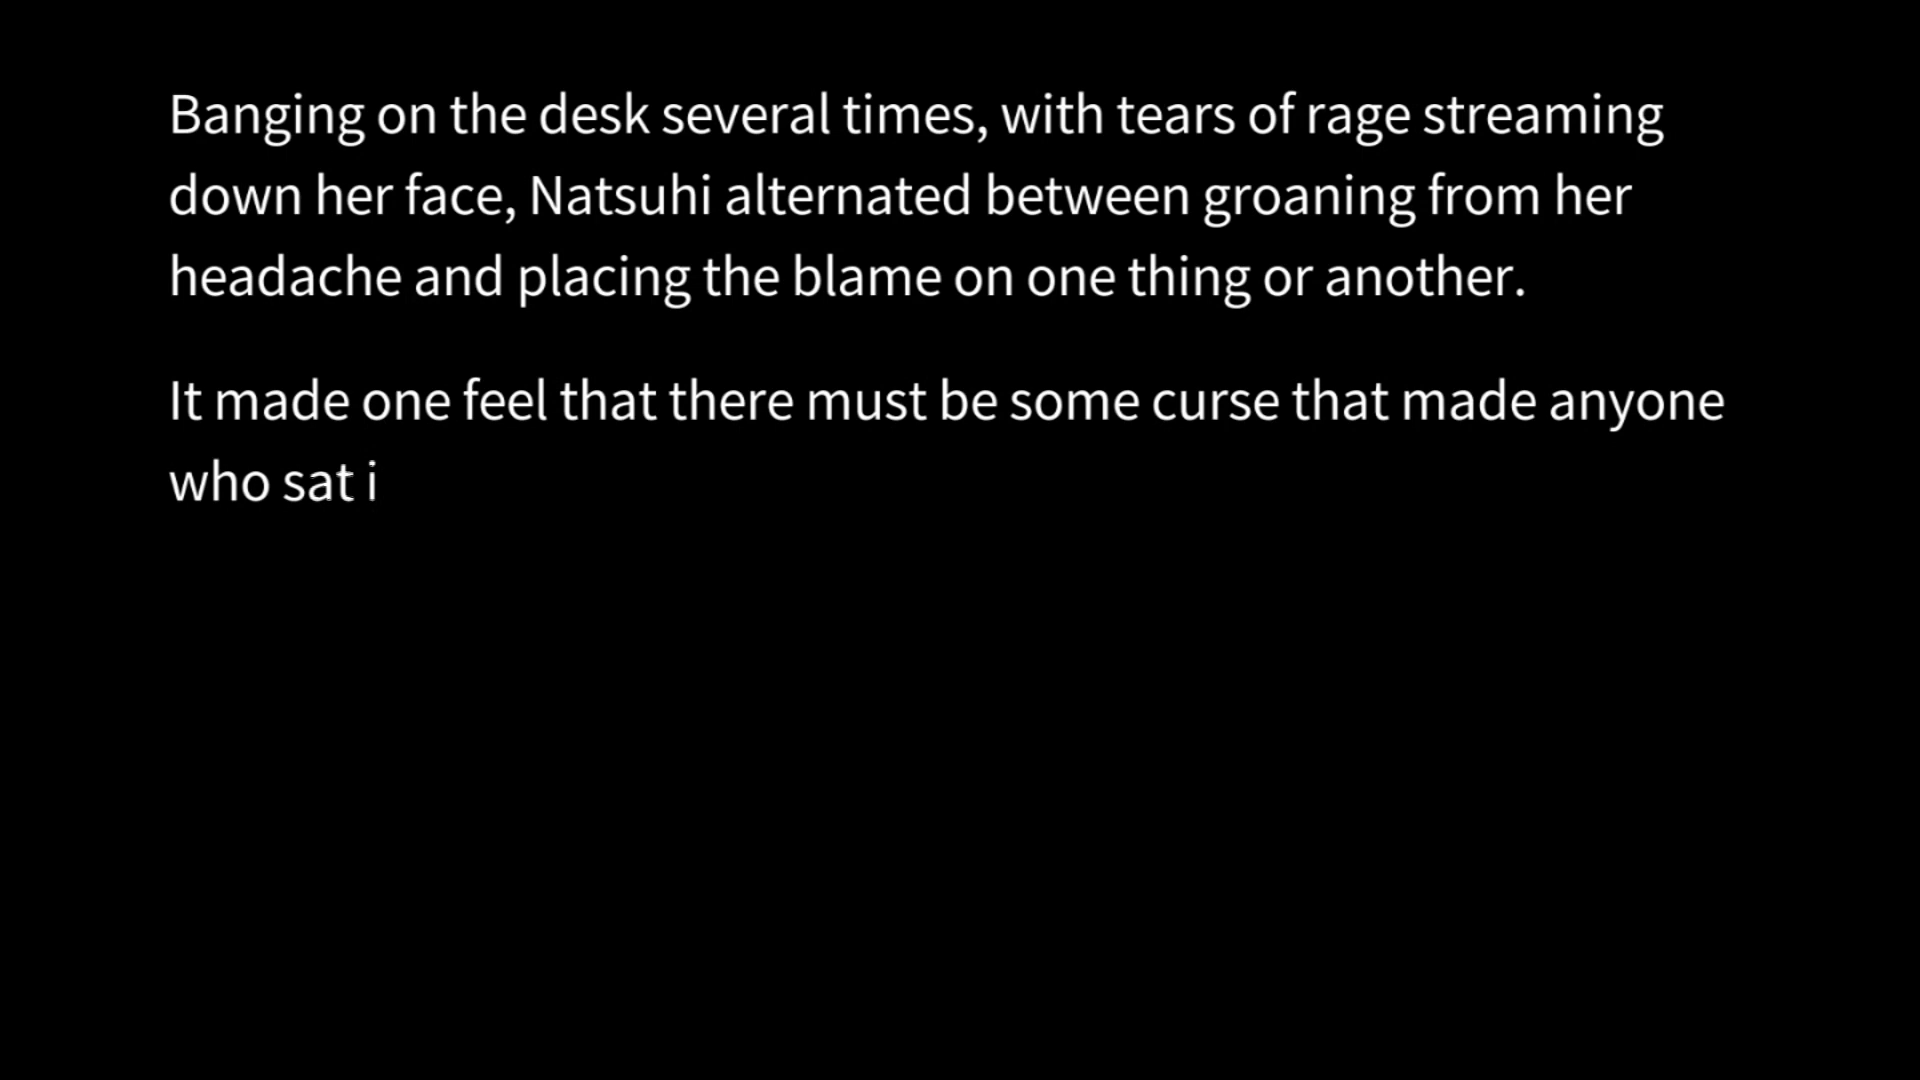 Banging on the desk several times, with tears of rage streaming
down her face, Natsuhi alternated between groaning from her
headache and placing the blame on one thing or another.
It made one feel that there must be some curse that made anyone
who sat i